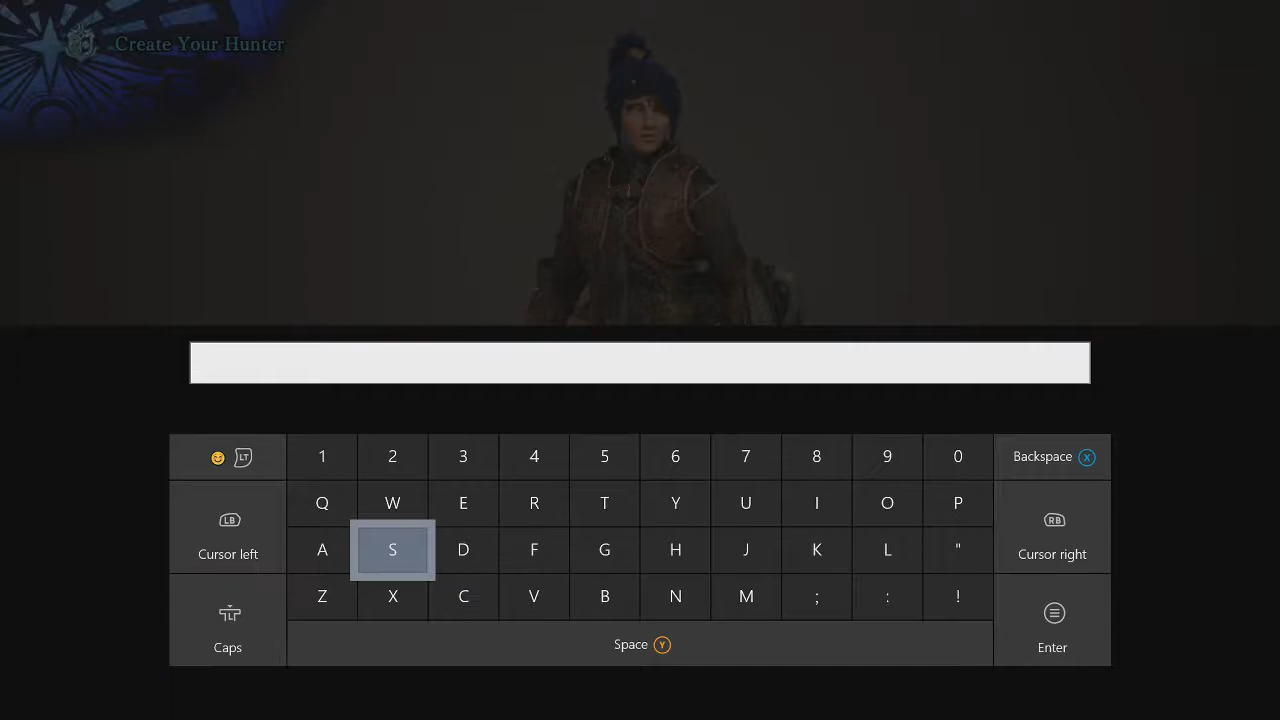 Create Your Hunter
😊 LT 1 2 3 4 5 6 7 8 9 0 Backspace X
LB Cursor left Q W E R T Y U I O P RB Cursor right
A S D F G H J K L "
LT Caps Z X C V B N M ; : ! Enter
Space Y